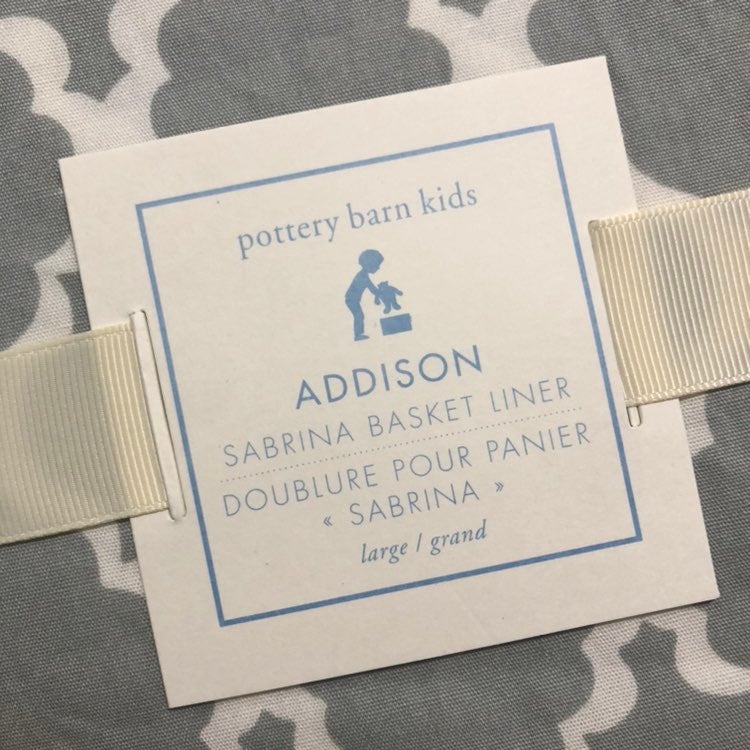 pottery barn kids
ADDISON
SABRINA BASKET LINER
DOUBLURE POUR PANIER
« SABRINA »
large / grand